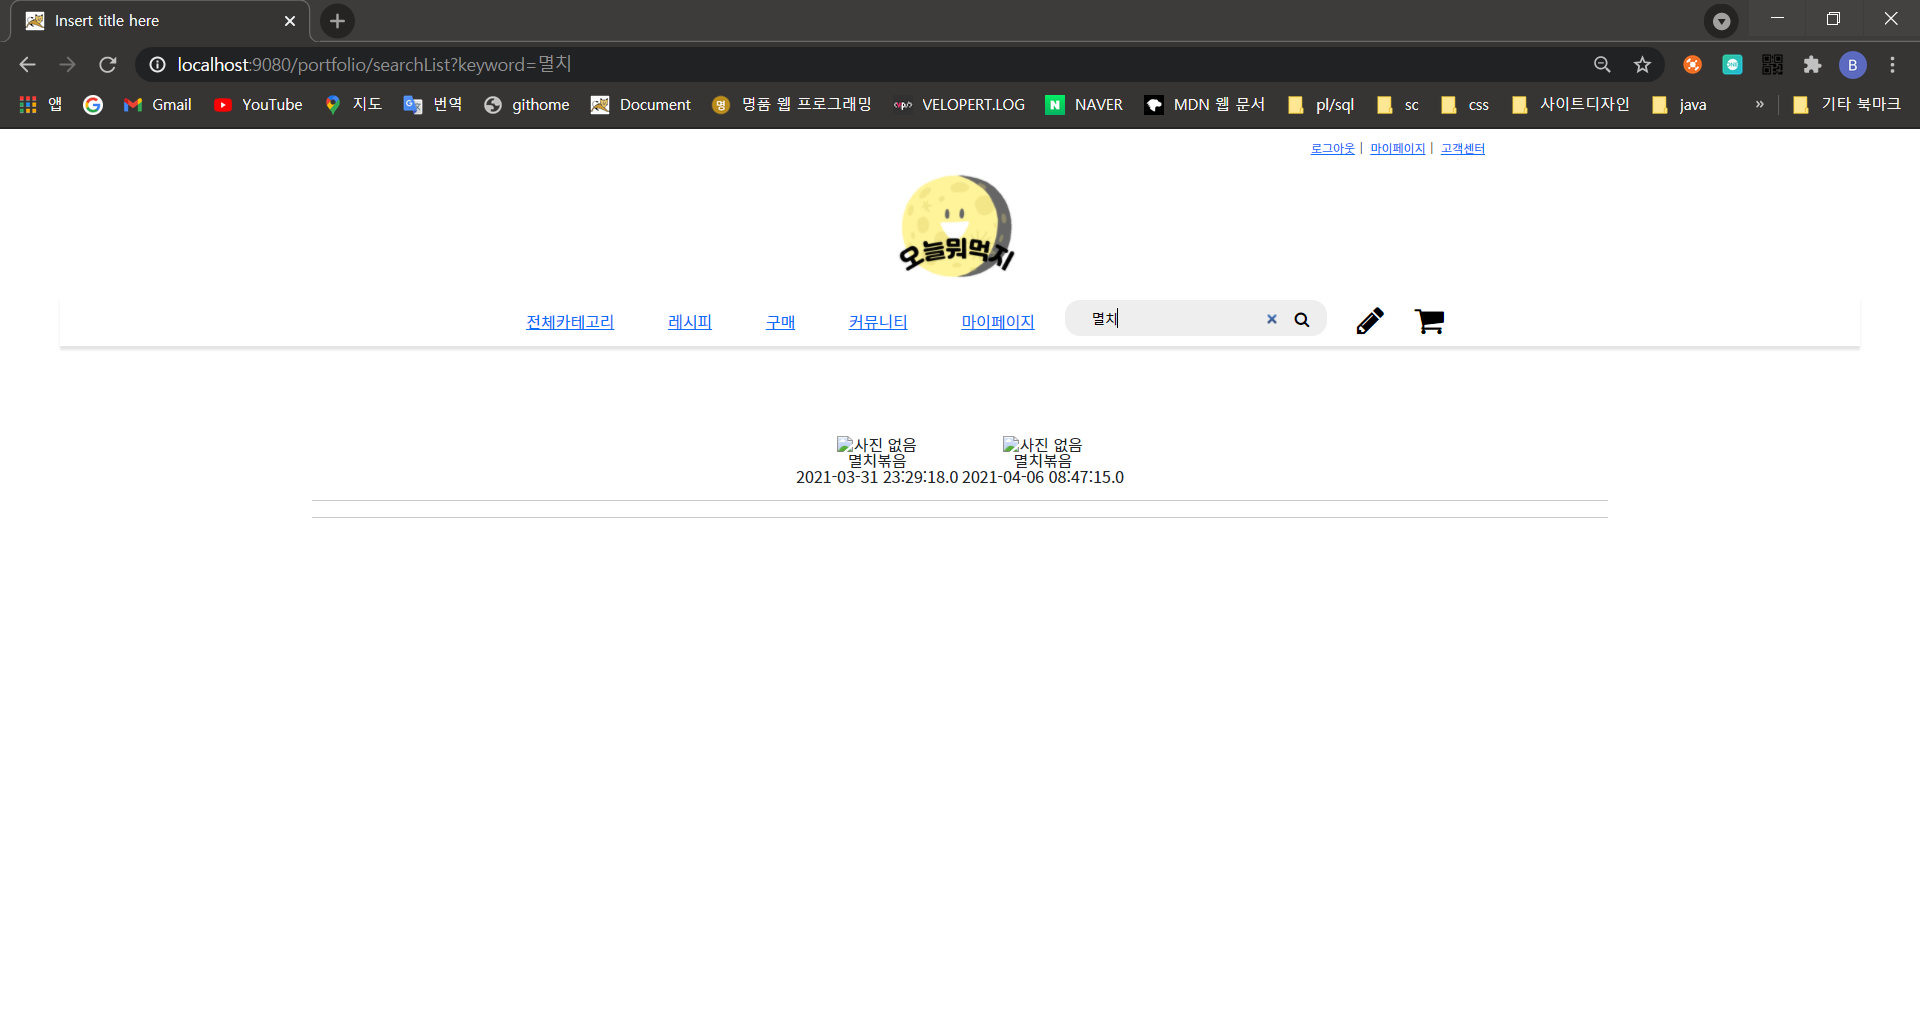 Insert title here
localhost:9080/portfolio/searchList?keyword=멸치
B
앱 Gmail YouTube 지도 번역 githome Document 명품 웹 프로그래밍 VELOPERT.LOG NAVER MDN 웹 문서 pl/sql sc css 사이트디자인 java » 기타 북마크
로그아웃 | 마이페이지 | 고객센터
오늘뭐먹지
전체카테고리 레시피 구매 커뮤니티 마이페이지 멸치
사진 없음 사진 없음
멸치볶음 멸치볶음
2021-03-31 23:29:18.0 2021-04-06 08:47:15.0